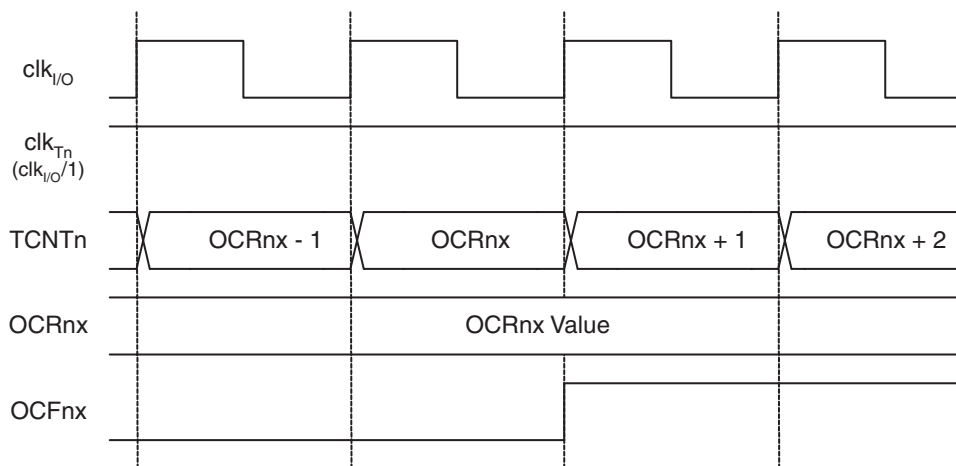 clkI/O
clkTn
(clkI/O/1)
TCNTn
OCRnx - 1
OCRnx
OCRnx + 1
OCRnx + 2
OCRnx
OCRnx Value
OCFnx